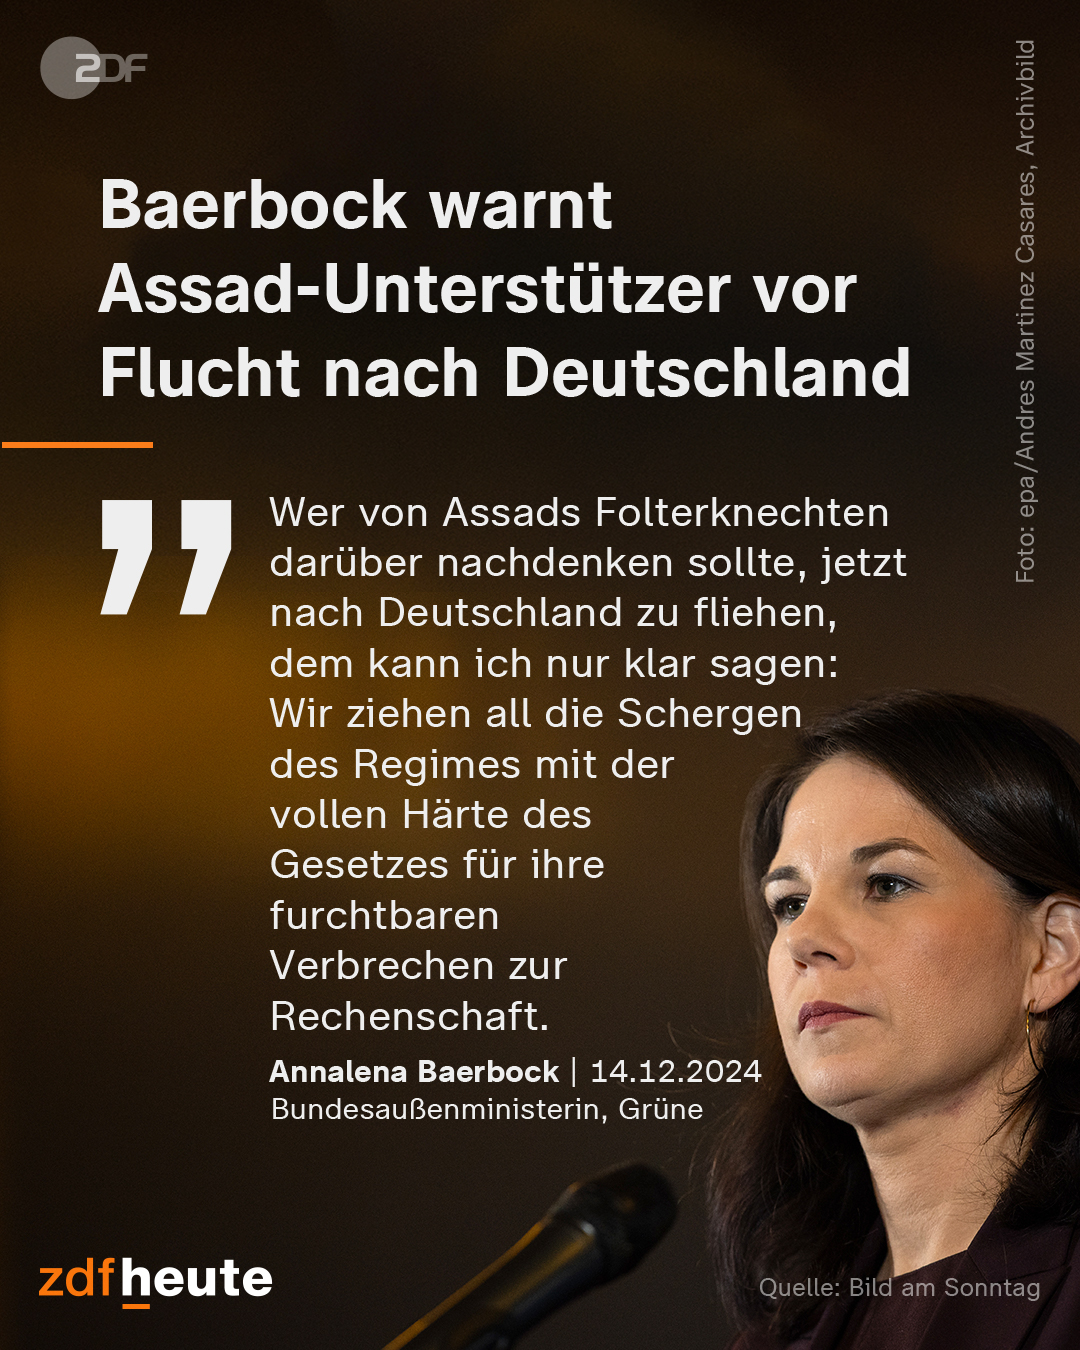 ZDF
Foto: epa/Andres Martinez Casares, Archivbild
Baerbock warnt
Assad-Unterstützer vor
Flucht nach Deutschland
”
Wer von Assads Folterknechten
darüber nachdenken sollte, jetzt
nach Deutschland zu fliehen,
dem kann ich nur klar sagen:
Wir ziehen all die Schergen
des Regimes mit der
vollen Härte des
Gesetzes für ihre
furchtbaren
Verbrechen zur
Rechenschaft.
Annalena Baerbock | 14.12.2024
Bundesaußenministerin, Grüne
zdfheute
Quelle: Bild am Sonntag